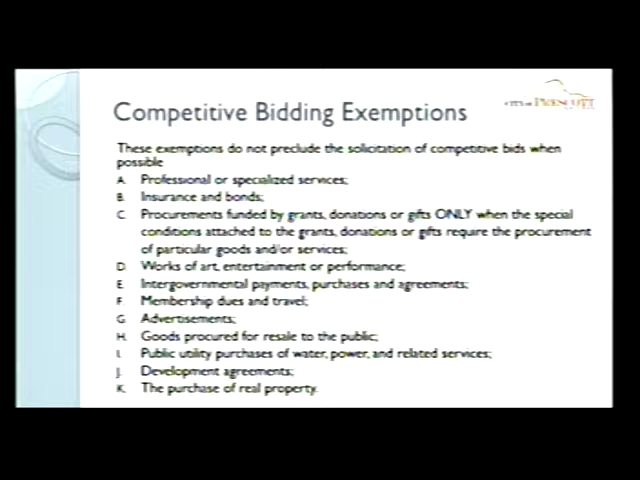 CITY OF PRESCOTT
Competitive Bidding Exemptions
These exemptions do not preclude the solicitation of competitive bids when
possible
A. Professional or specialized services;
B. Insurance and bonds;
C. Procurements funded by grants, donations or gifts ONLY when the special
conditions attached to the grants, donations or gifts require the procurement
of particular goods and/or services;
D. Works of art, entertainment or performance;
E. Intergovernmental payments, purchases and agreements;
F. Membership dues and travel;
G. Advertisements;
H. Goods procured for resale to the public;
I. Public utility purchases of water, power, and related services;
J. Development agreements;
K. The purchase of real property.